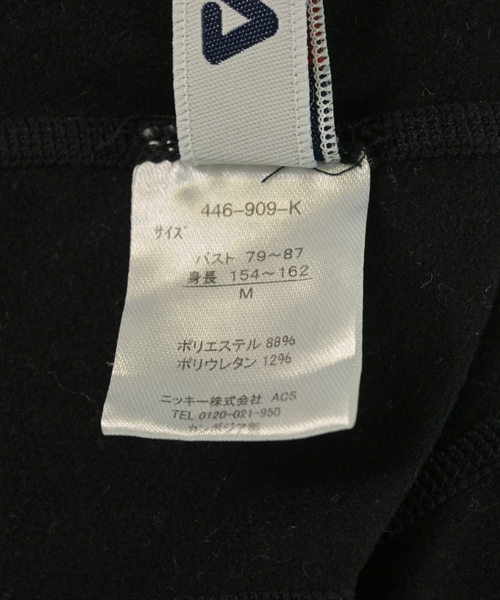 446-909-K
サイズ
バスト 79〜87
身長 154〜162
M
ポリエステル 88%
ポリウレタン 12%
ニッキー株式会社 ACS
TEL 0120-021-950
カンボジア製